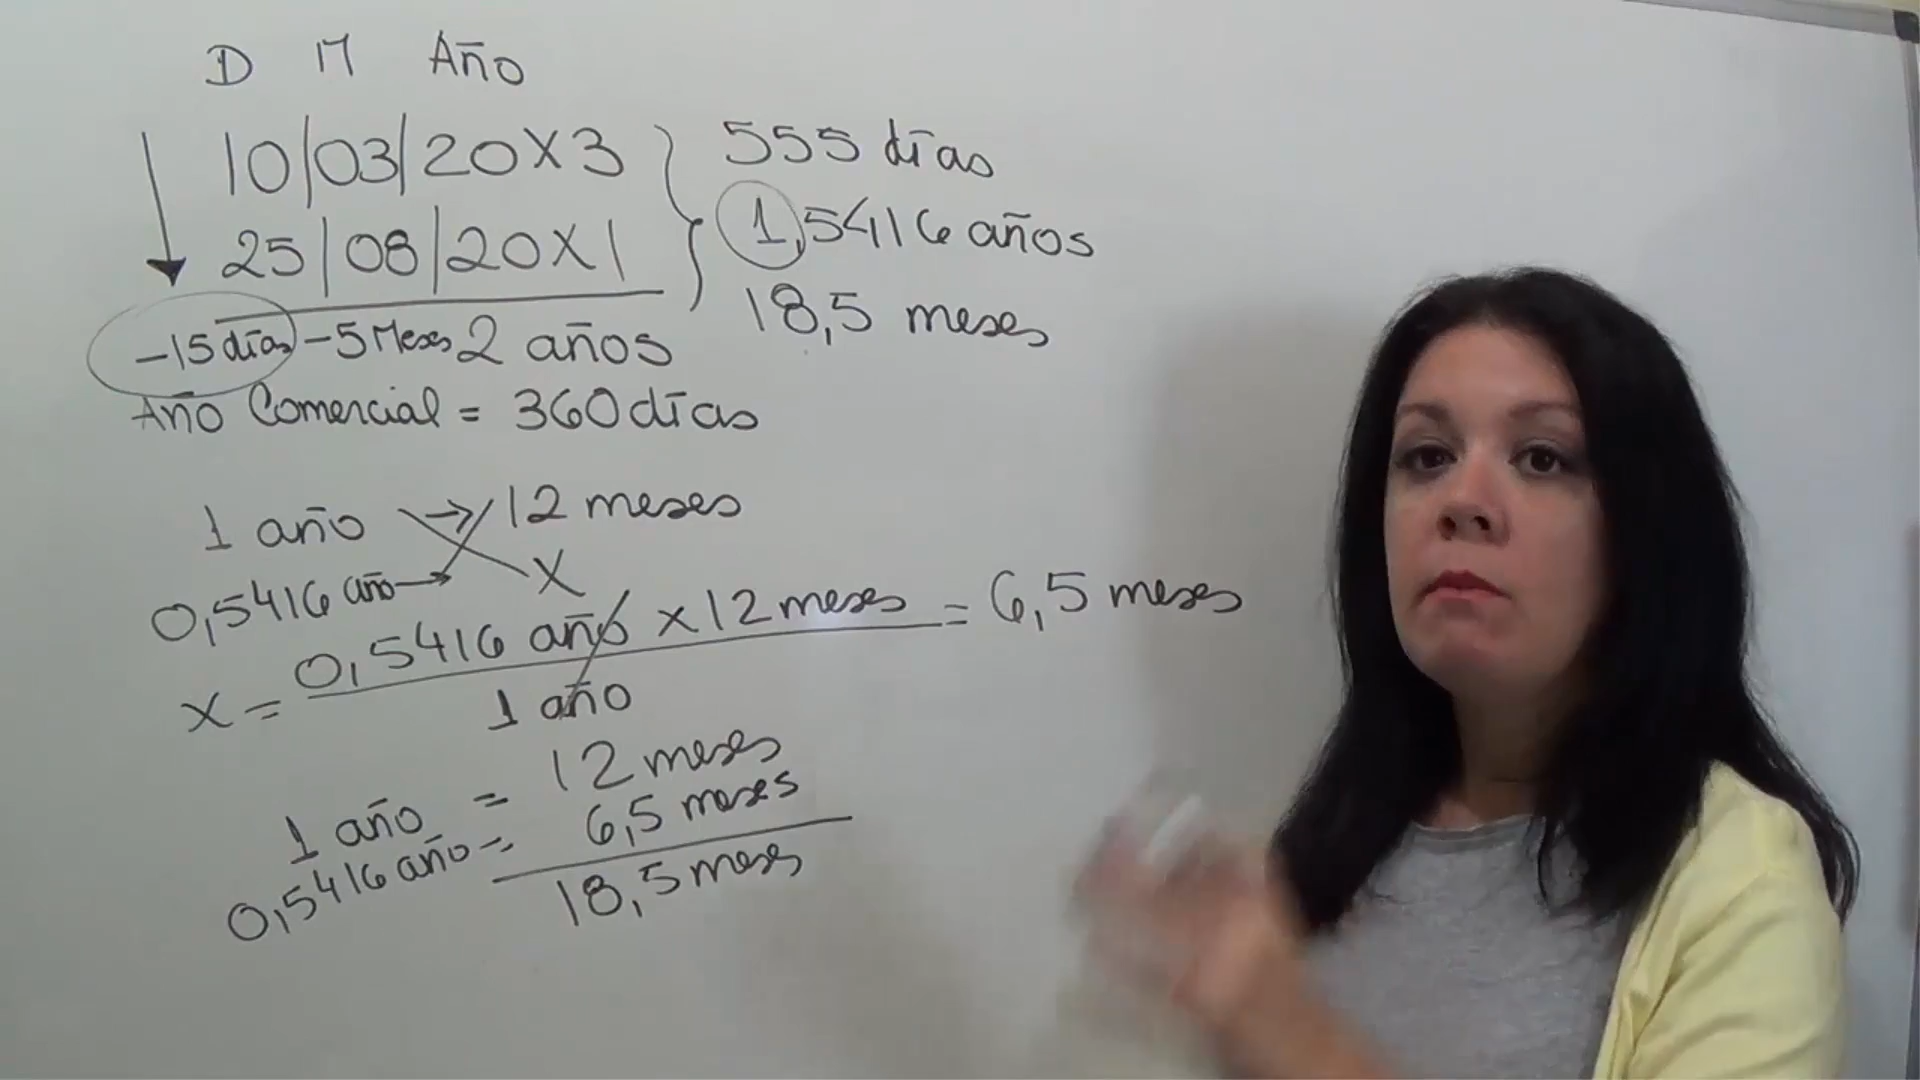 D M Año
10/03/20X3
25/08/20X1
-15 días -5 Meses 2 años
555 días
1,5416 años
18,5 meses
Año Comercial = 360 días
1 año → 12 meses
0,5416 año → X
X = 0,5416 año x 12 meses = 6,5 meses
1 año
1 año = 12 meses
0,5416 año = 6,5 meses
18,5 meses